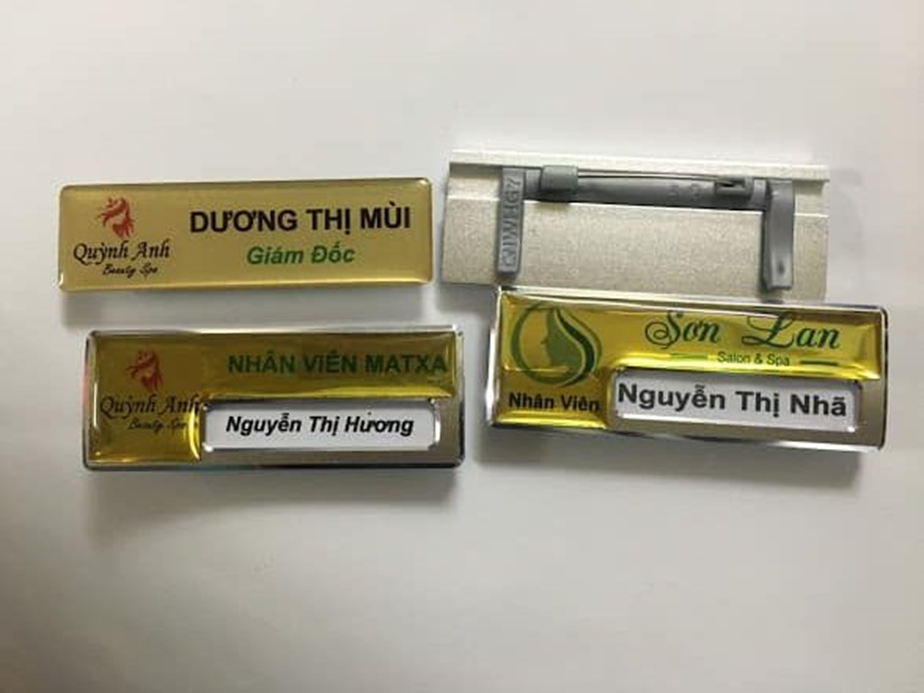 Quỳnh Anh
Beauty Spa
DƯƠNG THỊ MÙI
Giám Đốc
Quỳnh Anh
Beauty Spa
NHÂN VIÊN MATXA
Nguyễn Thị Hương
Sơn Lan
Salon & Spa
Nhân Viên
Nguyễn Thị Nhã